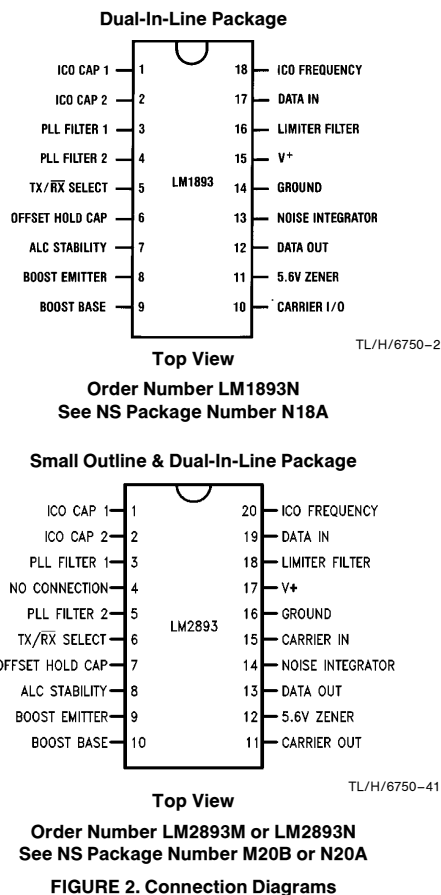 Dual-In-Line Package
ICO CAP 1 1 18 ICO FREQUENCY
ICO CAP 2 2 17 DATA IN
PLL FILTER 1 3 16 LIMITER FILTER
PLL FILTER 2 4 15 V+
TX/RX SELECT 5 LM1893 14 GROUND
OFFSET HOLD CAP 6 13 NOISE INTEGRATOR
ALC STABILITY 7 12 DATA OUT
BOOST EMITTER 8 11 5.6V ZENER
BOOST BASE 9 10 CARRIER I/O
TL/H/6750–2
Top View
Order Number LM1893N
See NS Package Number N18A
Small Outline & Dual-In-Line Package
ICO CAP 1 1 20 ICO FREQUENCY
ICO CAP 2 2 19 DATA IN
PLL FILTER 1 3 18 LIMITER FILTER
NO CONNECTION 4 17 V+
PLL FILTER 2 5 16 GROUND
TX/RX SELECT 6 LM2893 15 CARRIER IN
OFFSET HOLD CAP 7 14 NOISE INTEGRATOR
ALC STABILITY 8 13 DATA OUT
BOOST EMITTER 9 12 5.6V ZENER
BOOST BASE 10 11 CARRIER OUT
TL/H/6750–41
Top View
Order Number LM2893M or LM2893N
See NS Package Number M20B or N20A
FIGURE 2. Connection Diagrams